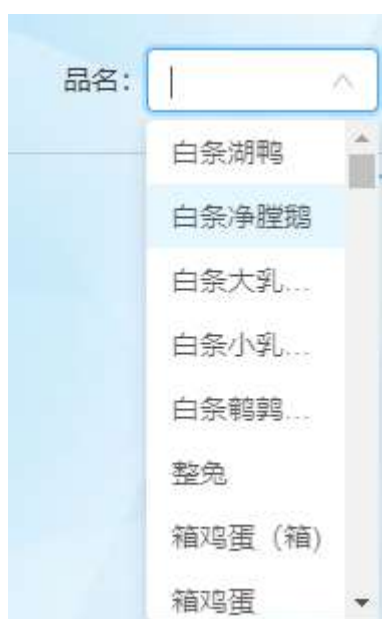 品名：
白条湖鸭
白条净膛鹅
白条大乳...
白条小乳...
白条鹌鹑...
整兔
箱鸡蛋（箱）
箱鸡蛋